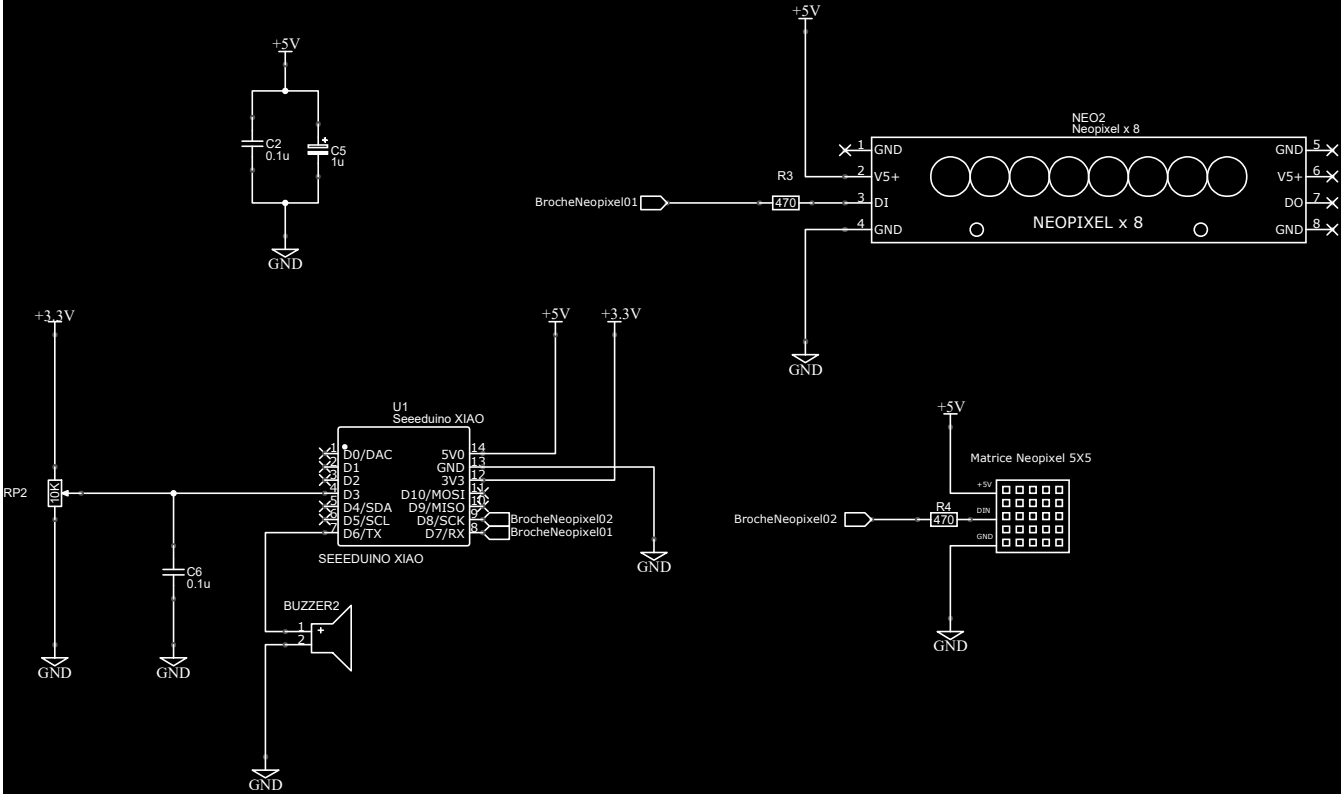 +5V
C2
0.1u
C5
1u
GND
+5V
NEO2
Neopixel x 8
1 GND
2 V5+
3 DI
4 GND
GND 5
V5+ 6
DO 7
GND 8
NEOPIXEL x 8
BrocheNeopixel01
R3
470
GND
+3.3V
RP2
10K
GND
C6
0.1u
GND
+5V
+3.3V
U1
Seeeduino XIAO
1 D0/DAC
2 D1
3 D2
4 D3
5 D4/SDA
6 D5/SCL
7 D6/TX
5V0 14
GND 13
3V3 12
D10/MOSI 11
D9/MISO 10
D8/SCK 9
D7/RX 8
BrocheNeopixel02
BrocheNeopixel01
SEEEDUINO XIAO
GND
BUZZER2
1 +
2
GND
+5V
Matrice Neopixel 5X5
+5V
DIN
GND
BrocheNeopixel02
R4
470
GND